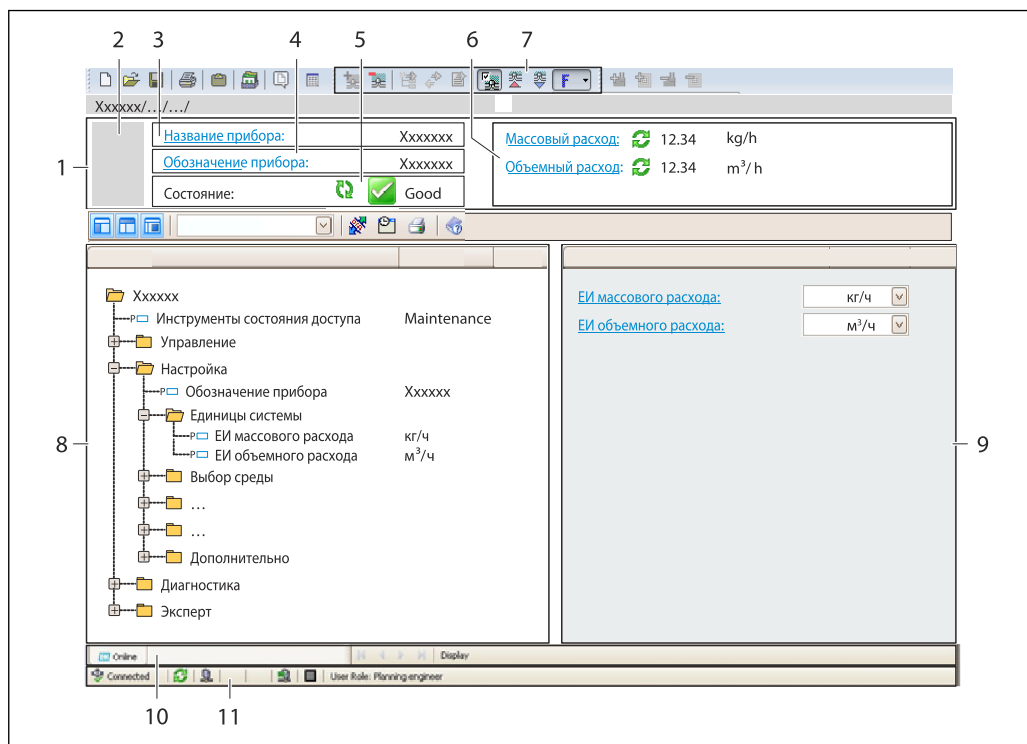 2 3 4 5 6 7
F
Xxxxxx/.../.../
1
Название прибора: Xxxxxxx
Обозначение прибора: Xxxxxxx
Состояние: Good
Массовый расход: 12.34 kg/h
Объемный расход: 12.34 m³/h
Xxxxxx
P Инструменты состояния доступа Maintenance
Управление
Настройка
P Обозначение прибора Xxxxxx
Единицы системы
P ЕИ массового расхода кг/ч
P ЕИ объемного расхода м³/ч
Выбор среды
...
...
Дополнительно
Диагностика
Эксперт
8
ЕИ массового расхода: кг/ч
ЕИ объемного расхода: м³/ч
9
Online Display
Connected User Role: Planning engineer
10 11